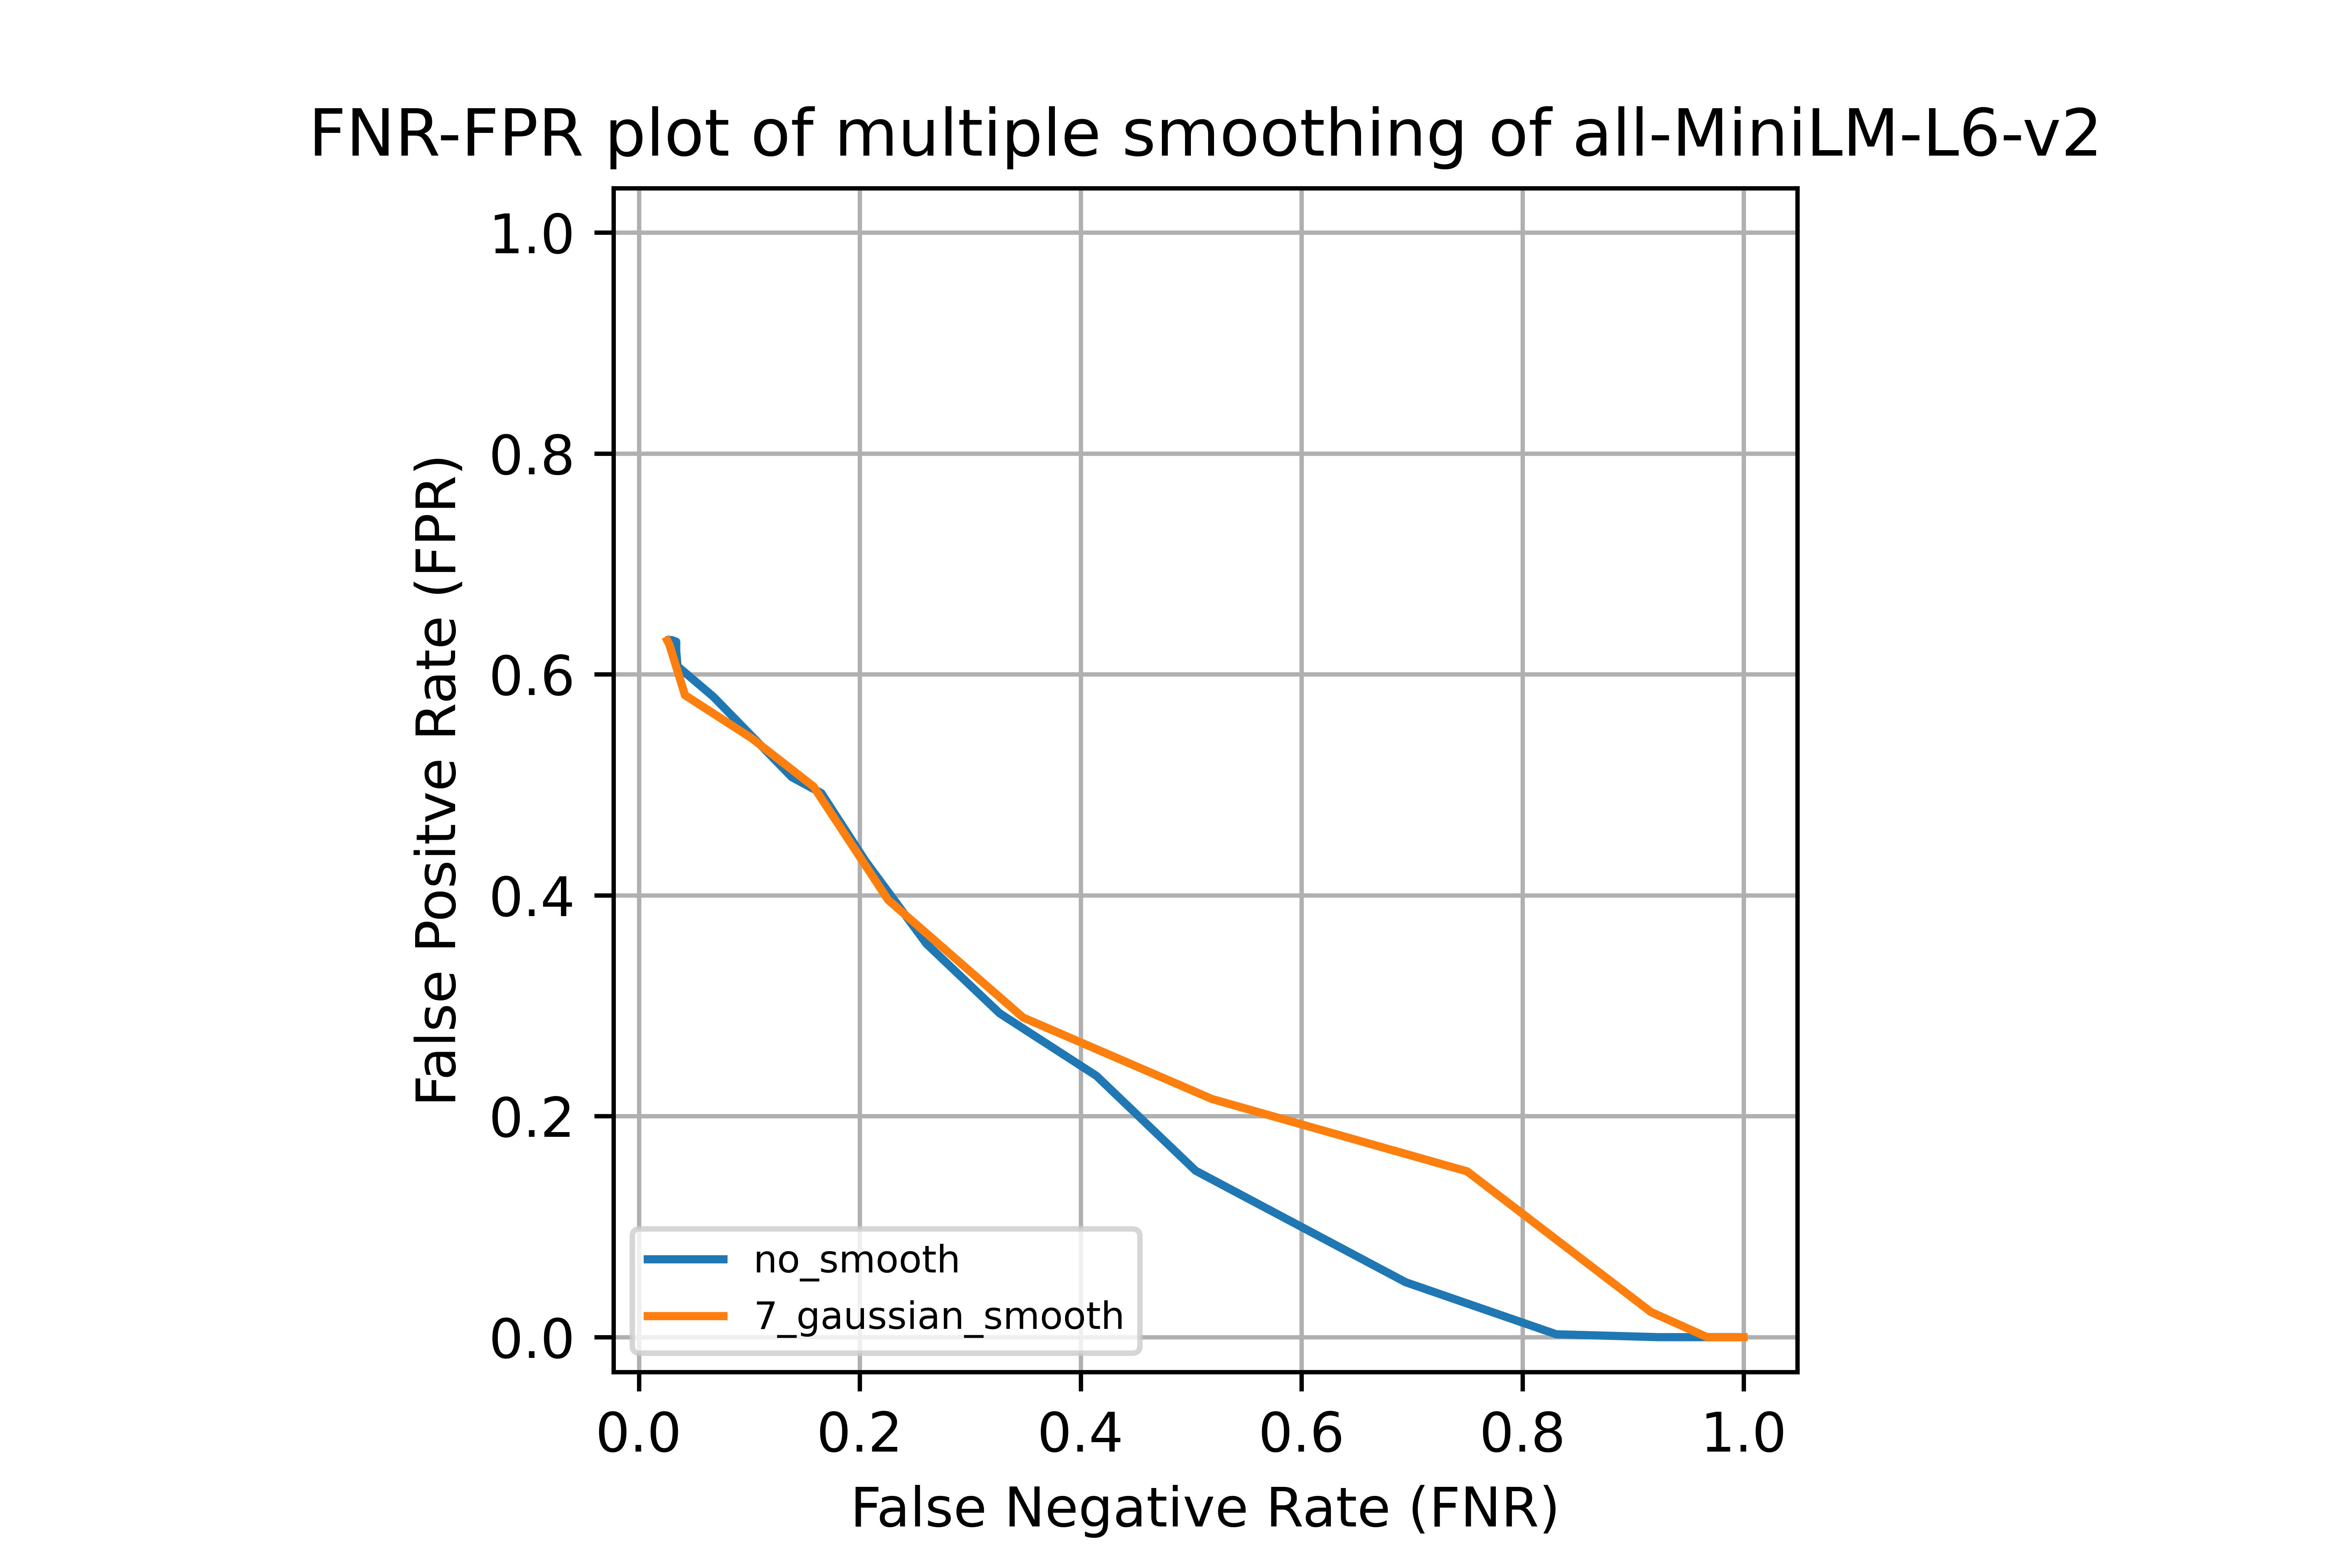 FNR-FPR plot of multiple smoothing of all-MiniLM-L6-v2
False Positve Rate (FPR)
1.0
0.8
0.6
0.4
0.2
0.0
no_smooth
7_gaussian_smooth
0.0 0.2 0.4 0.6 0.8 1.0
False Negative Rate (FNR)